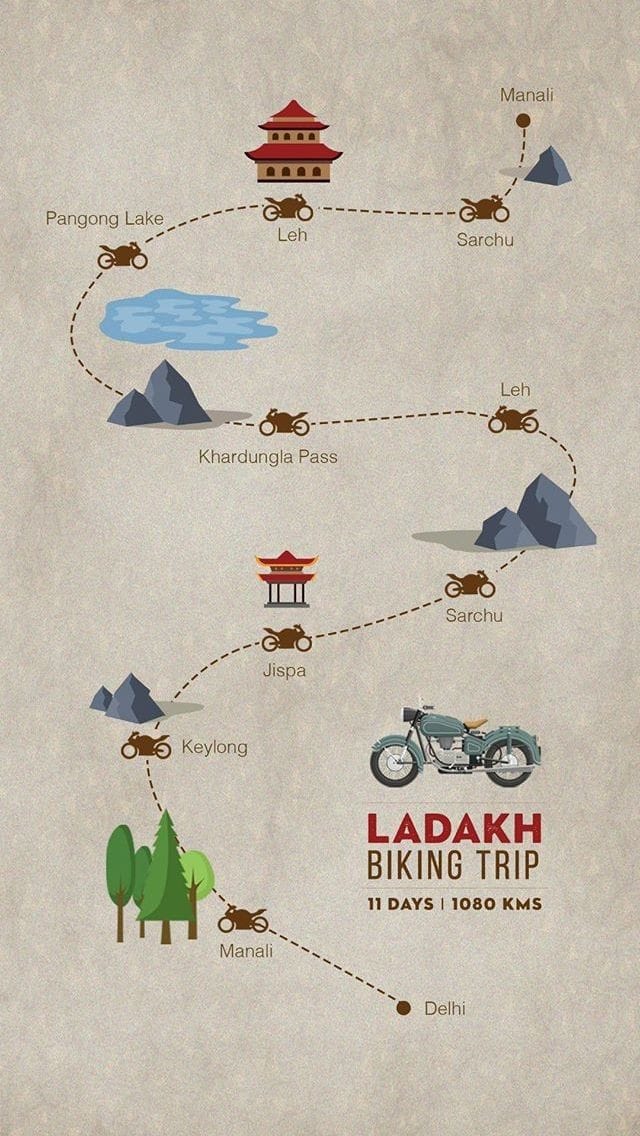 Manali
Pangong Lake
Leh
Sarchu
Leh
Khardungla Pass
Sarchu
Jispa
Keylong
LADAKH
BIKING TRIP
11 DAYS | 1080 KMS
Manali
Delhi